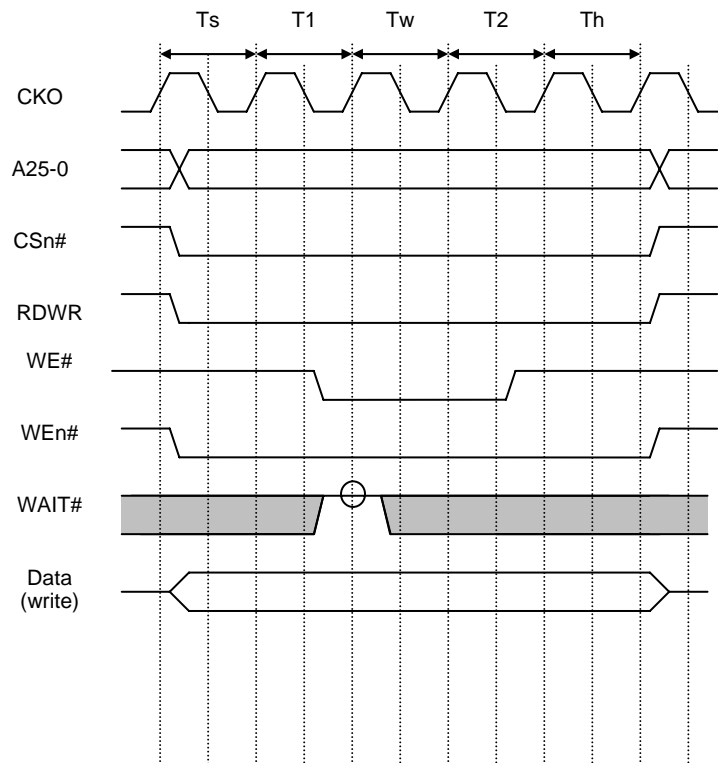 Ts T1 Tw T2 Th
CKO
A25-0
CSn#
RDWR
WE#
WEn#
WAIT#
Data
(write)